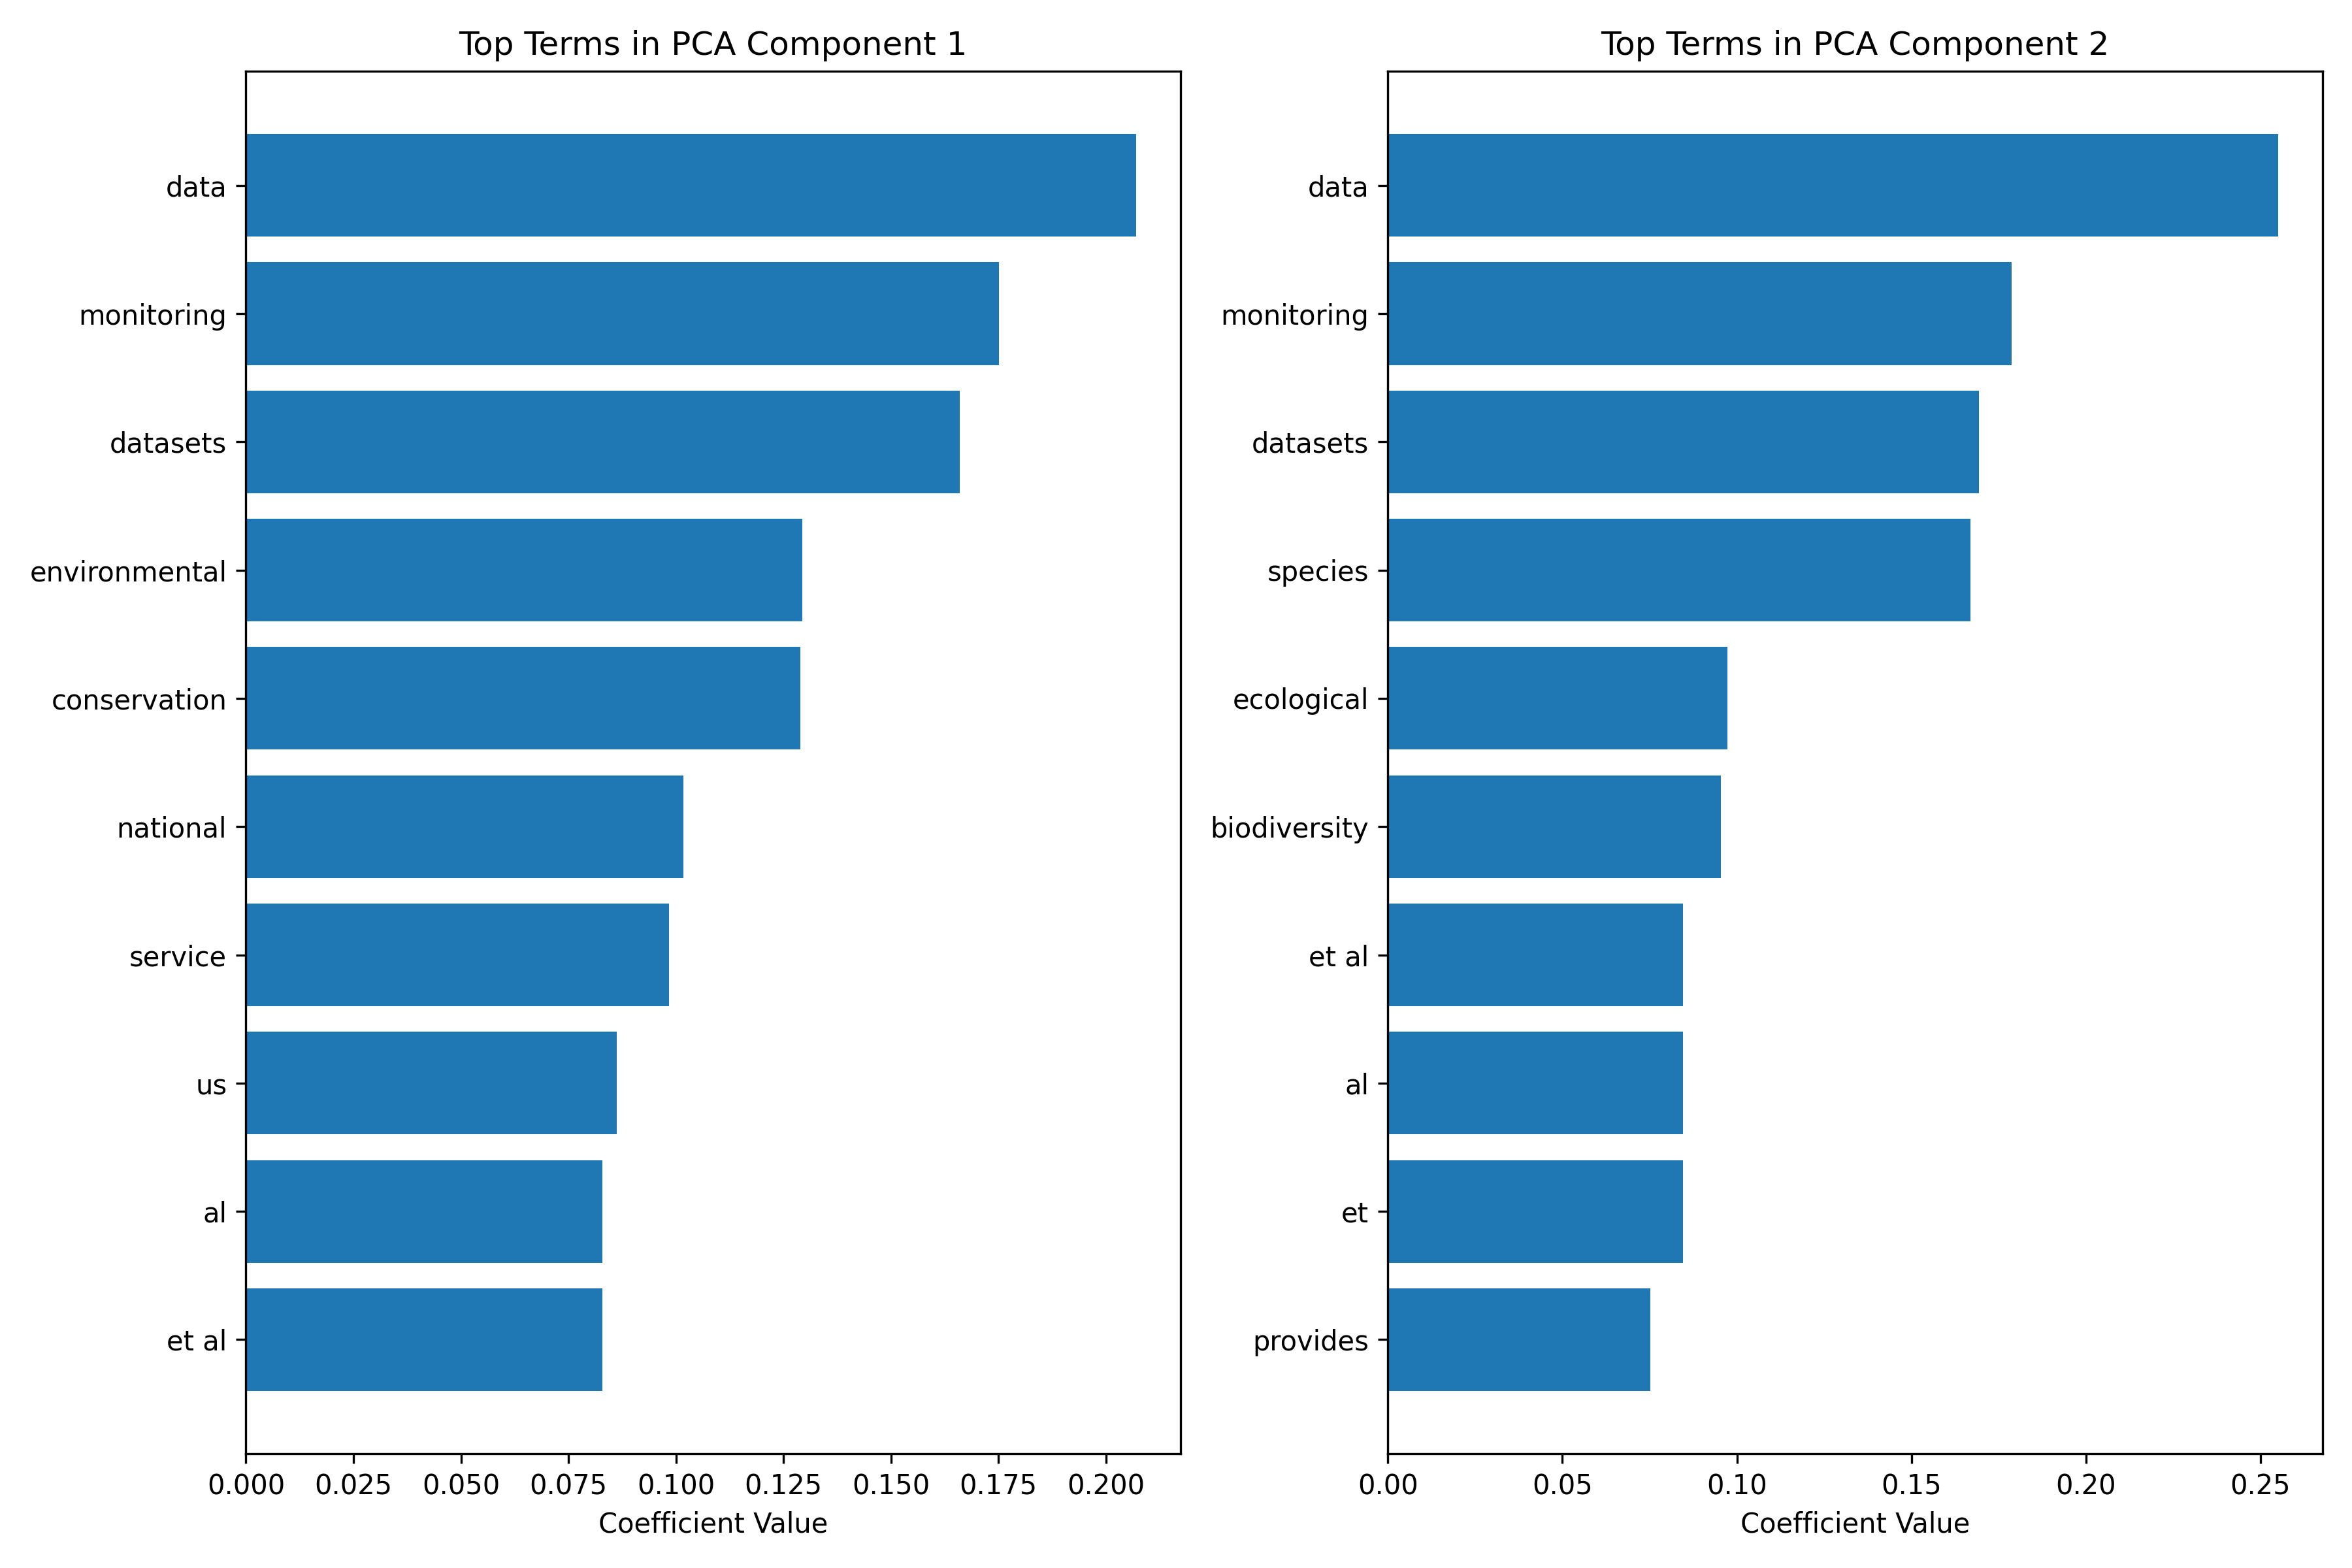 Top Terms in PCA Component 1
data
monitoring
datasets
environmental
conservation
national
service
us
al
et al
0.000 0.025 0.050 0.075 0.100 0.125 0.150 0.175 0.200
Coefficient Value
Top Terms in PCA Component 2
data
monitoring
datasets
species
ecological
biodiversity
et al
al
et
provides
0.00 0.05 0.10 0.15 0.20 0.25
Coefficient Value